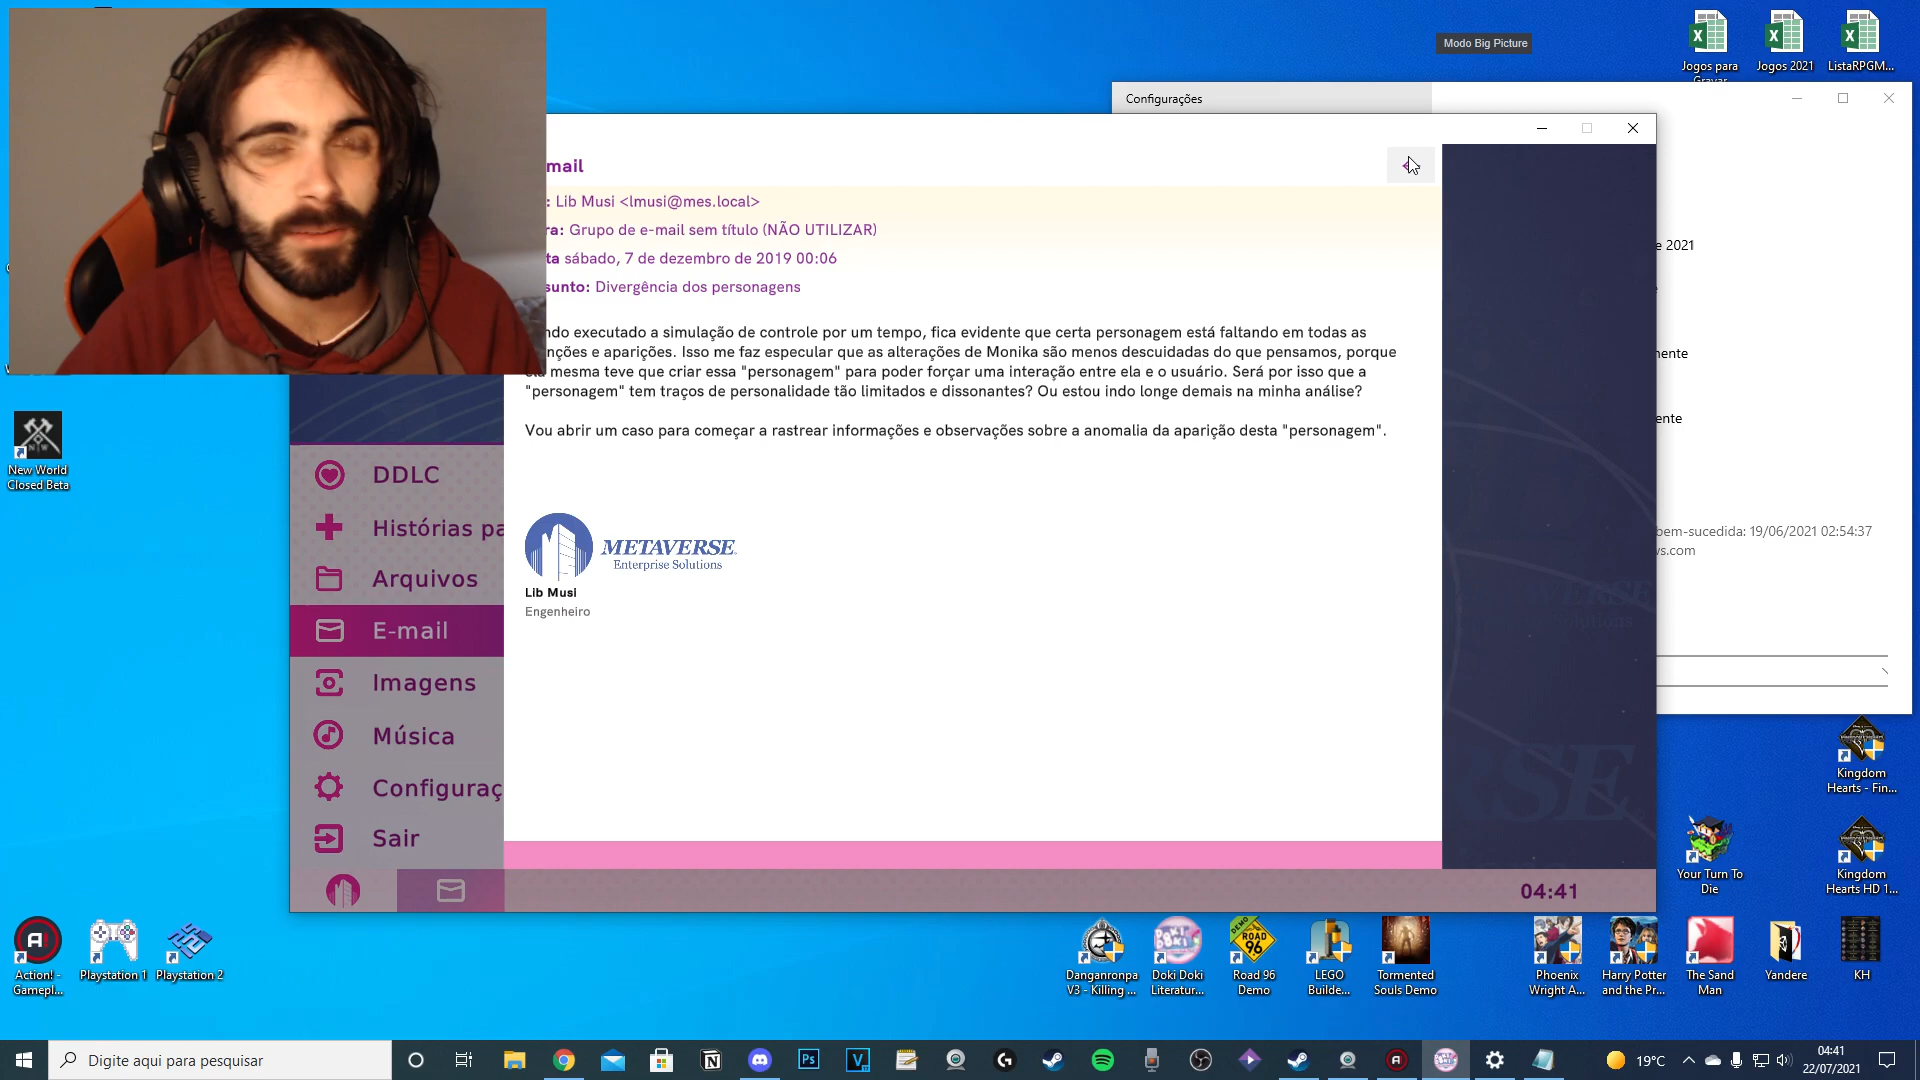 Modo Big Picture
Jogos para
Gravar
Jogos 2021
ListaRPGM...
Configurações
mail
: Lib Musi <lmusi@mes.local>
ra: Grupo de e-mail sem título (NÃO UTILIZAR)
ta sábado, 7 de dezembro de 2019 00:06
sunto: Divergência dos personagens
ndo executado a simulação de controle por um tempo, fica evidente que certa personagem está faltando em todas as
nções e aparições. Isso me faz especular que as alterações de Monika são menos descuidadas do que pensamos, porque
ela mesma teve que criar essa "personagem" para poder forçar uma interação entre ela e o usuário. Será por isso que a
"personagem" tem traços de personalidade tão limitados e dissonantes? Ou estou indo longe demais na minha análise?
Vou abrir um caso para começar a rastrear informações e observações sobre a anomalia da aparição desta "personagem".
METAVERSE
Enterprise Solutions
Lib Musi
Engenheiro
DDLC
Histórias pa
Arquivos
E-mail
Imagens
Música
Configuraç
Sair
04:41
e 2021
mente
ente
bem-sucedida: 19/06/2021 02:54:37
vs.com
New World
Closed Beta
Kingdom
Hearts - Fin...
Your Turn To
Die
Kingdom
Hearts HD 1...
Action! -
Gamepl...
Playstation 1
Playstation 2
Danganronpa
V3 - Killing ...
Doki Doki
Literatur...
DEMO
ROAD
96
Road 96
Demo
LEGO
Builde...
Tormented
Souls Demo
Phoenix
Wright A...
Harry Potter
and the Pr...
The Sand
Man
Yandere
KH
Digite aqui para pesquisar
19°C
04:41
22/07/2021